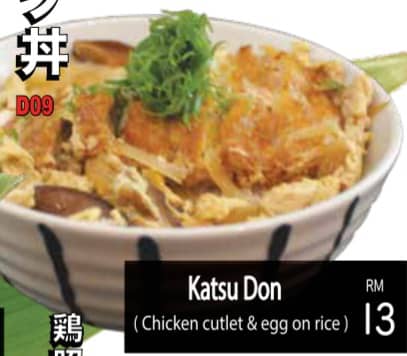 丼
D09
Katsu Don
( Chicken cutlet & egg on rice )
RM
13
鶏